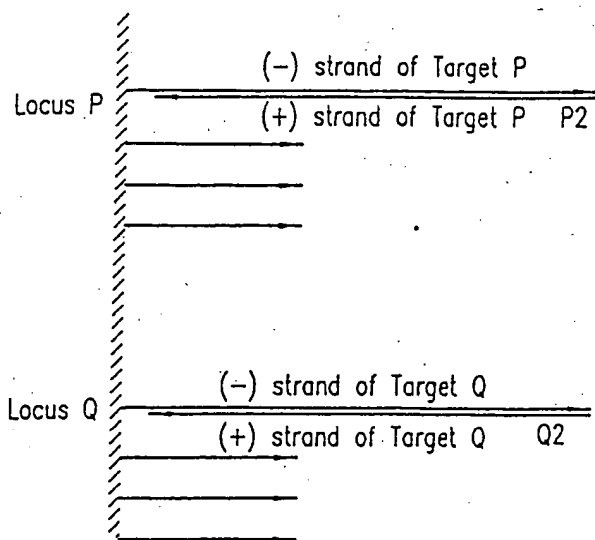 (-) strand of Target P
Locus P
(+) strand of Target P P2
(-) strand of Target Q
Locus Q
(+) strand of Target Q Q2